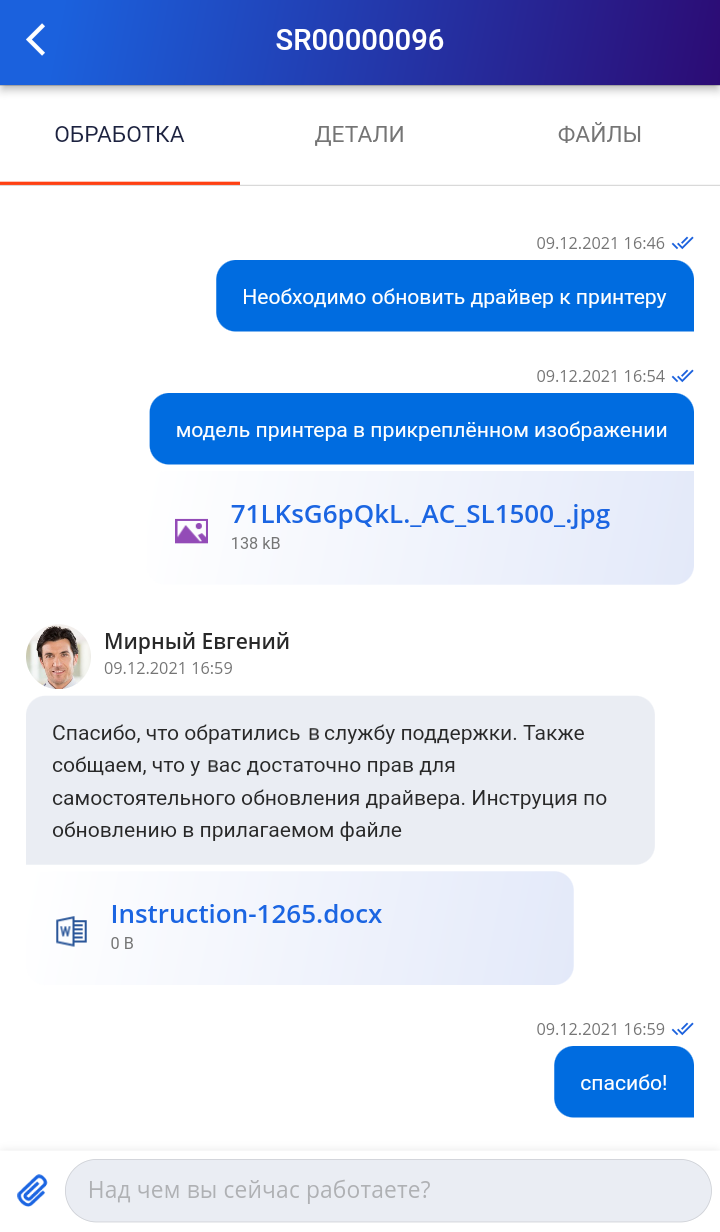 SR00000096
ОБРАБОТКА
ДЕТАЛИ
ФАЙЛЫ
09.12.2021 16:46
Необходимо обновить драйвер к принтеру
09.12.2021 16:54
модель принтера в прикреплённом изображении
71LKsG6pQkL._AC_SL1500_.jpg
138 kB
Мирный Евгений
09.12.2021 16:59
Спасибо, что обратились в службу поддержки. Также
собщаем, что у вас достаточно прав для
самостоятельного обновления драйвера. Инструция по
обновлению в прилагаемом файле
W
Instruction-1265.docx
0 B
09.12.2021 16:59
спасибо!
Над чем вы сейчас работаете?